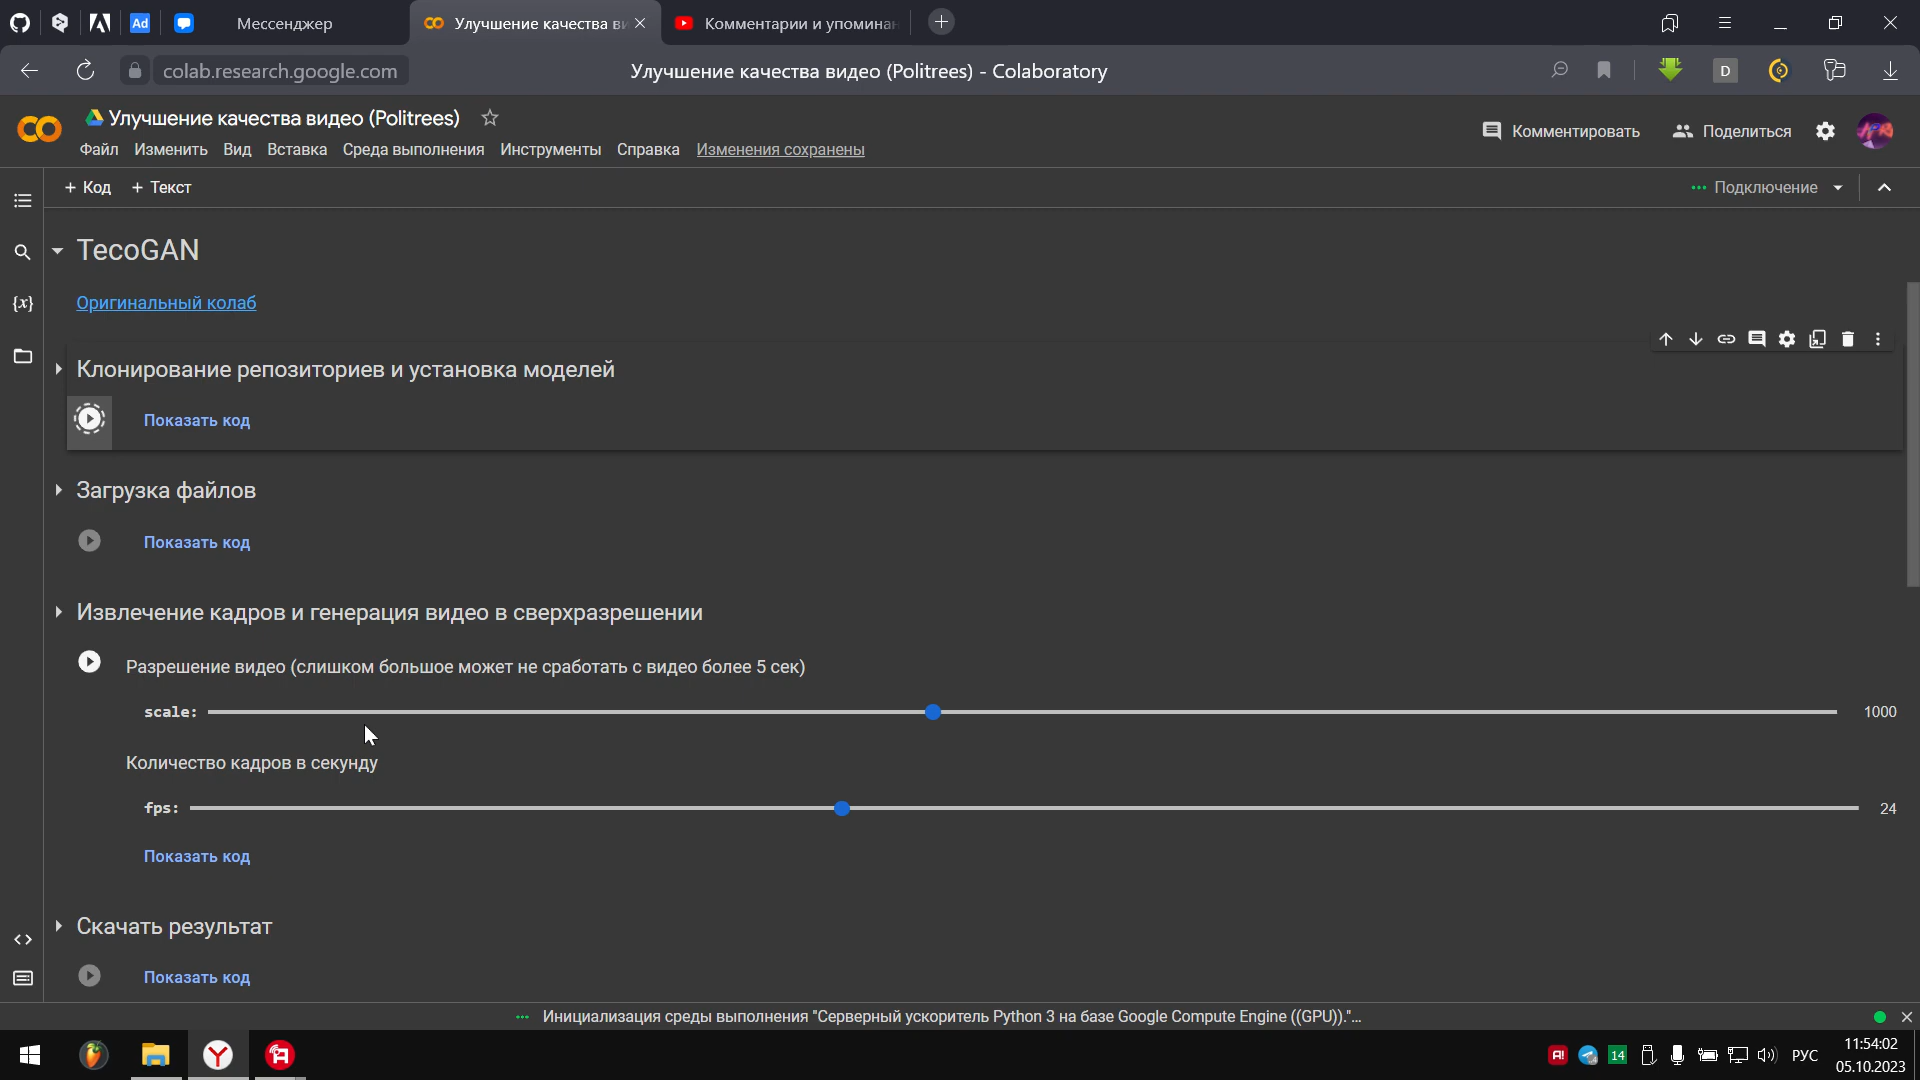 Ad
Мессенджер
Улучшение качества ви
Комментарии и упомина
colab.research.google.com
Улучшение качества видео (Politrees) - Colaboratory
D
Улучшение качества видео (Politrees)
Файл Изменить Вид Вставка Среда выполнения Инструменты Справка Изменения сохранены
Комментировать
Поделиться
+ Код + Текст
Подключение
TecoGAN
Оригинальный колаб
{x}
Клонирование репозиториев и установка моделей
Показать код
Загрузка файлов
Показать код
Извлечение кадров и генерация видео в сверхразрешении
Разрешение видео (слишком большое может не сработать с видео более 5 сек)
scale: 1000
Количество кадров в секунду
fps: 24
Показать код
Скачать результат
Показать код
Инициализация среды выполнения "Серверный ускоритель Python 3 на базе Google Compute Engine ((GPU))."...
14
РУС
11:54:02
05.10.2023